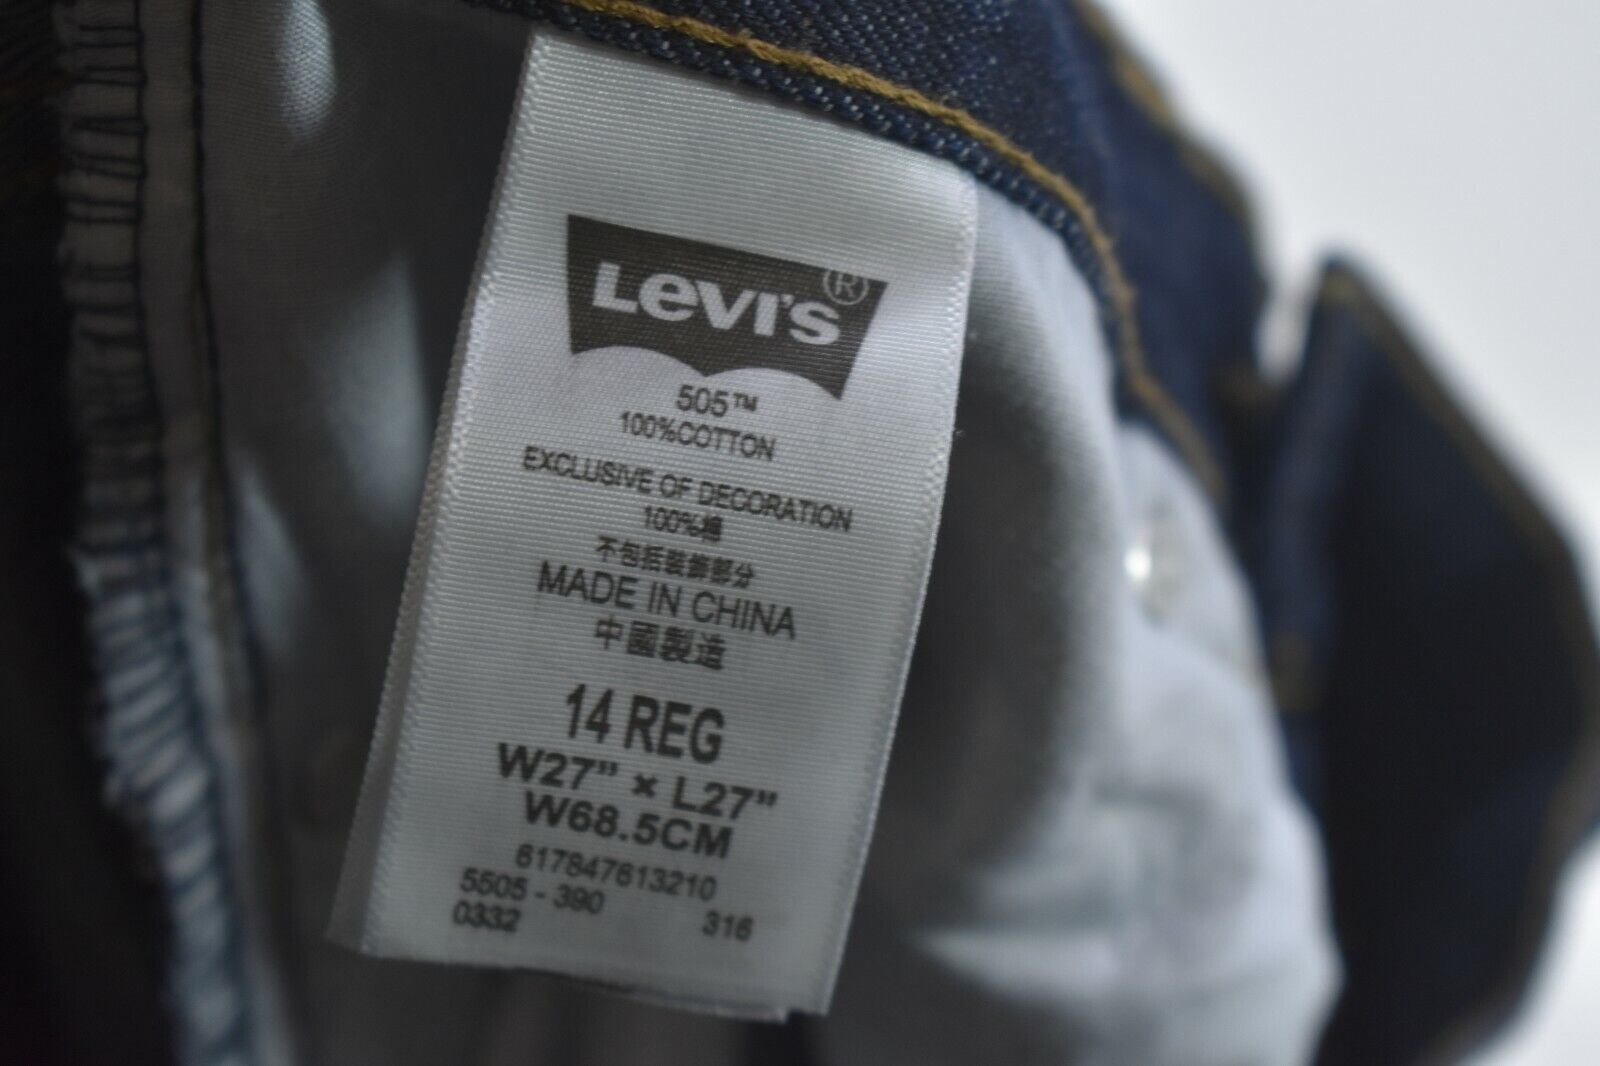 Levi's®
505™
100%COTTON
EXCLUSIVE OF DECORATION
100%棉
不包括裝飾部分
MADE IN CHINA
中國製造
14 REG
W27" × L27"
W68.5CM
617847613210
5505 - 390
0332 316